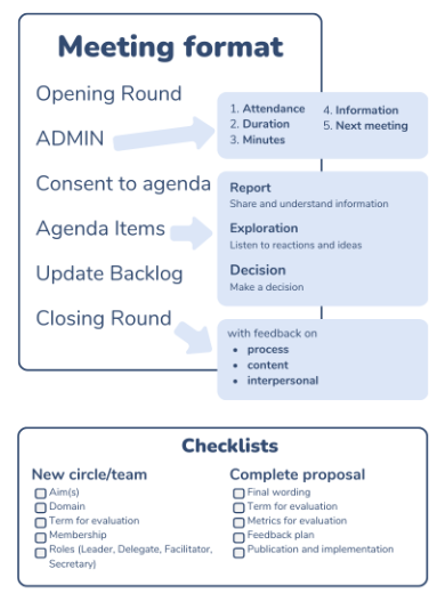 Meeting format
Opening Round
ADMIN
1. Attendance
2. Duration
3. Minutes
4. Information
5. Next meeting
Consent to agenda
Agenda Items
Report
Share and understand information
Exploration
Listen to reactions and ideas
Decision
Make a decision
Update Backlog
Closing Round
with feedback on
• process
• content
• interpersonal
Checklists
New circle/team
Aim(s)
Domain
Term for evaluation
Membership
Roles (Leader, Delegate, Facilitator,
Secretary)
Complete proposal
Final wording
Term for evaluation
Metrics for evaluation
Feedback plan
Publication and implementation